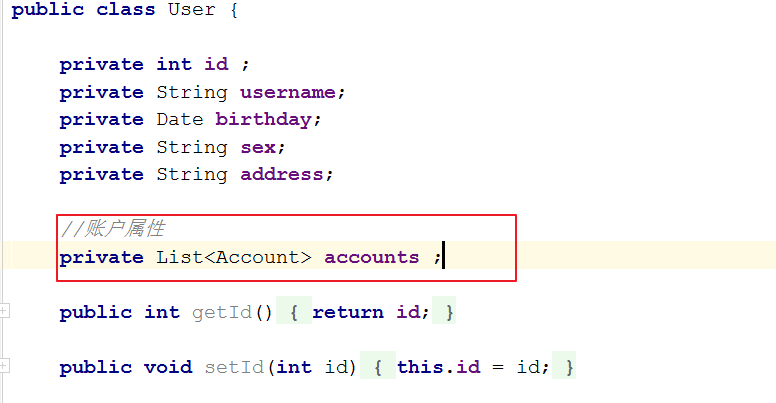 public class User {
private int id ;
private String username;
private Date birthday;
private String sex;
private String address;
//账户属性
private List<Account> accounts ;
public int getId() { return id; }
public void setId(int id) { this.id = id; }